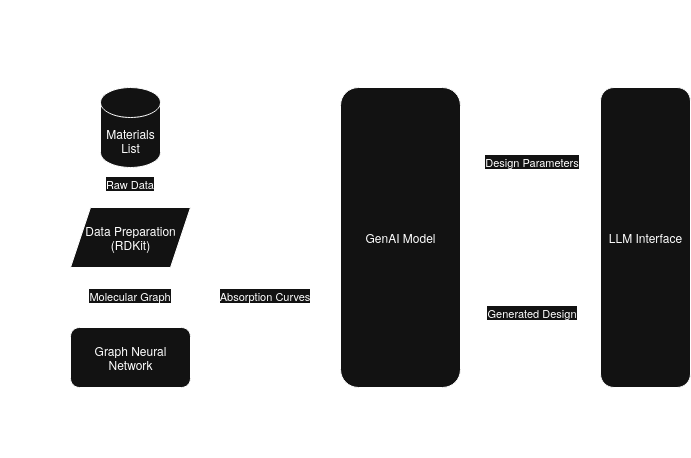 Materials
List
Raw Data
Data Preparation
(RDKit)
Molecular Graph
Graph Neural
Network
Absorption Curves
GenAI Model
Design Parameters
Generated Design
LLM Interface